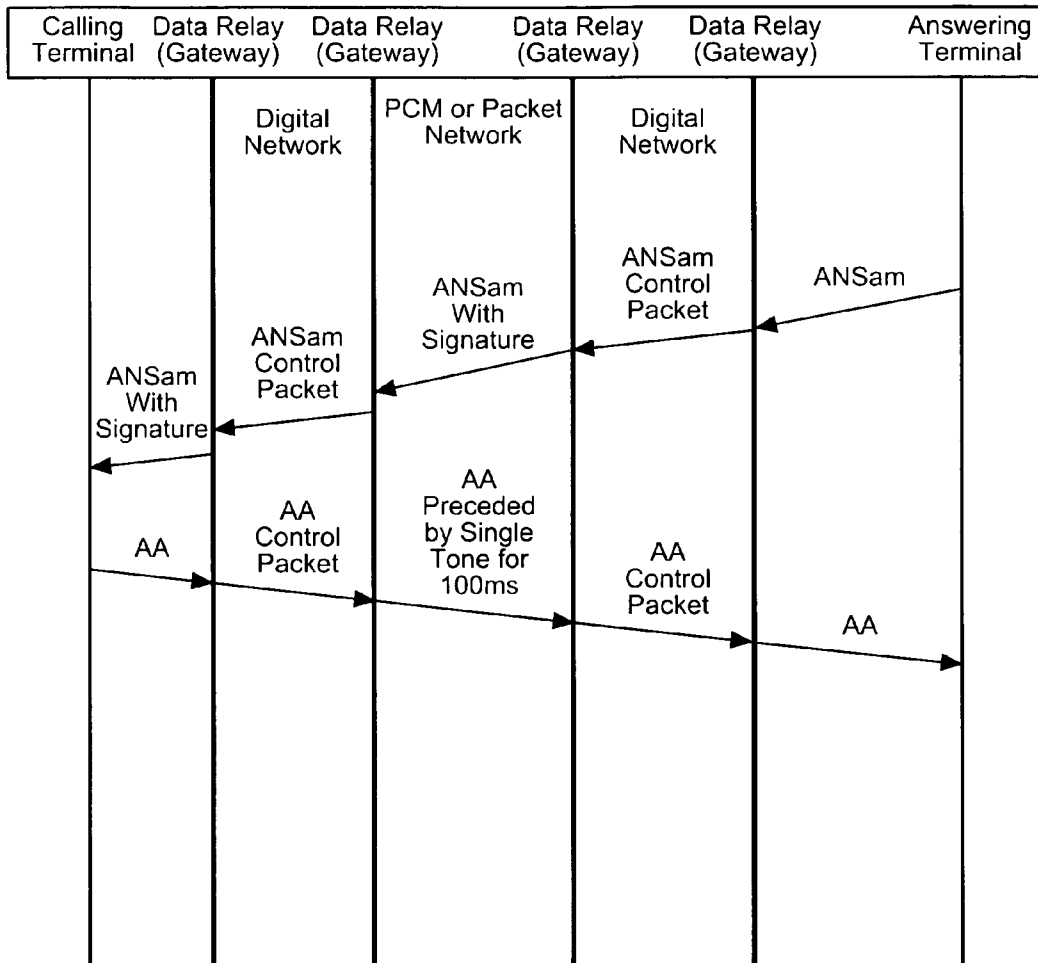 Calling
Terminal
Data Relay
(Gateway)
Data Relay
(Gateway)
Data Relay
(Gateway)
Data Relay
(Gateway)
Answering
Terminal
Digital
Network
PCM or Packet
Network
Digital
Network
ANSam
ANSam
Control
Packet
ANSam
With
Signature
ANSam
Control
Packet
ANSam
With
Signature
AA
AA
Control
Packet
AA
Preceded
by Single
Tone for
100ms
AA
Control
Packet
AA